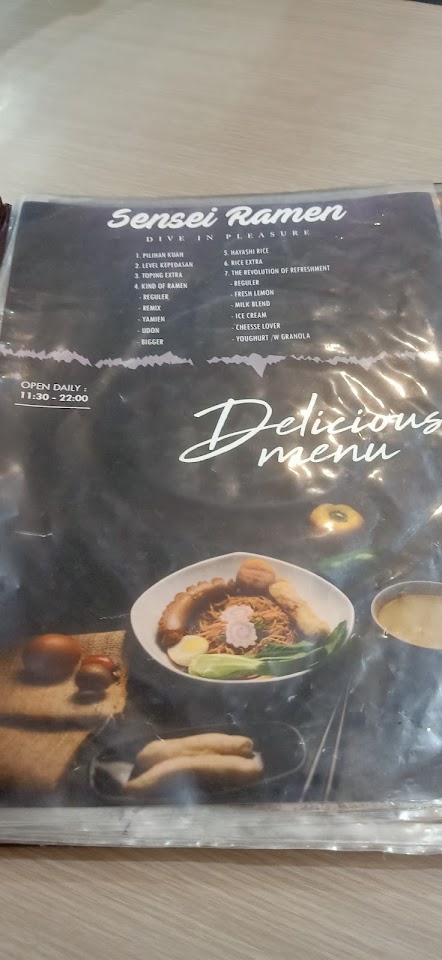 Sensei Ramen
DIVE IN PLEASURE
1. PILIHAN KUAH
2. LEVEL KEPEDASAN
3. TOPING EXTRA
4. KIND OF RAMEN
- REGULER
- REMIX
- YAMIEN
- UDON
BIGGER
5. HAYASHI RICE
6. RICE EXTRA
7. THE REVOLUTION OF REFRESHMENT
- REGULER
- FRESH LEMON
- MILK BLEND
- ICE CREAM
- CHEESSE LOVER
- YOUGHURT /W GRANOLA
OPEN DAILY :
11:30 - 22:00
Delicious
menu